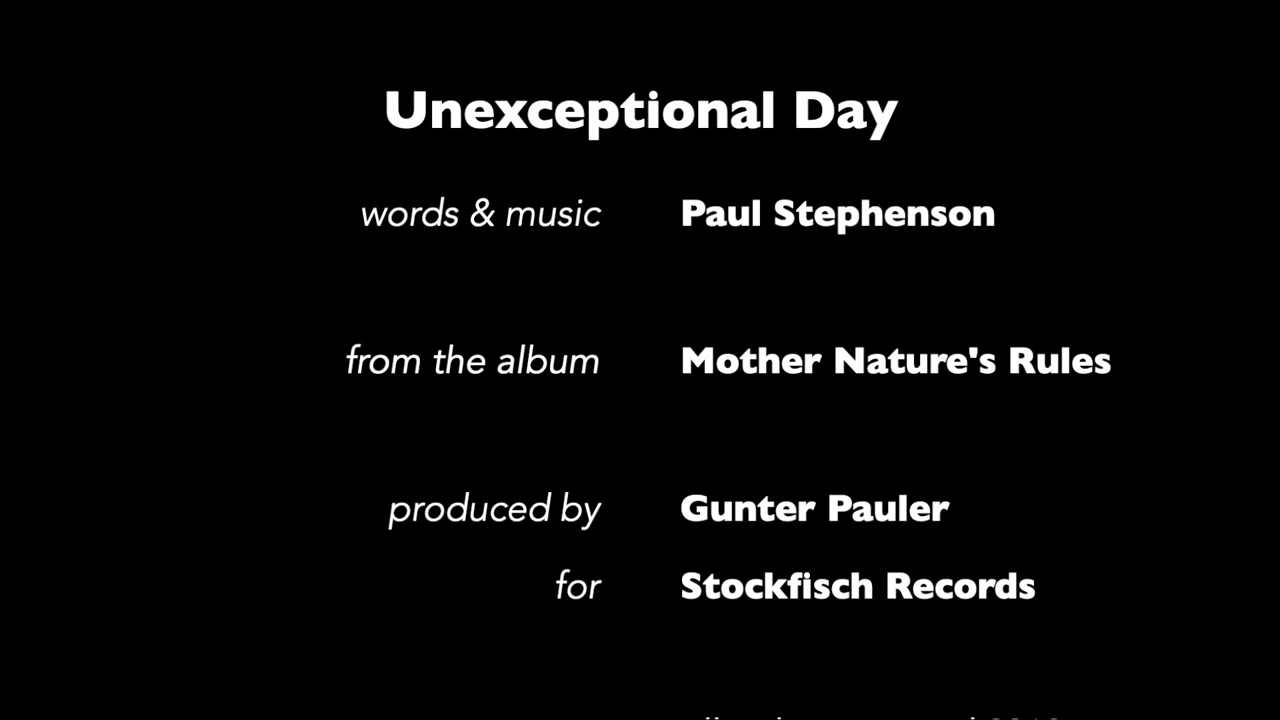 Unexceptional Day
words & music Paul Stephenson
from the album Mother Nature's Rules
produced by Gunter Pauler
for Stockfisch Records